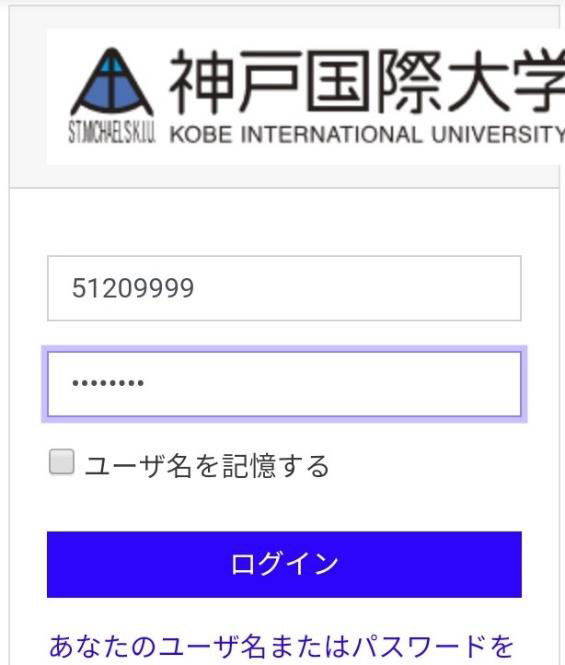 神戸国際大学
ST.MICHAELS K.I.U.
KOBE INTERNATIONAL UNIVERSITY
51209999
••••••••
ユーザ名を記憶する
ログイン
あなたのユーザ名またはパスワードを